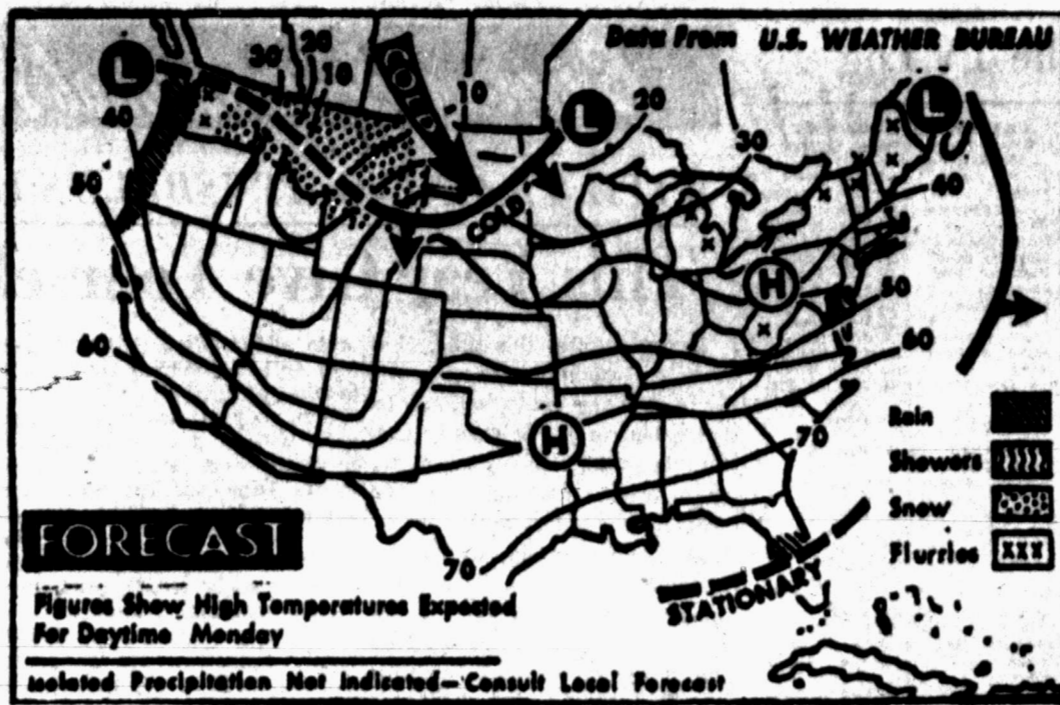 Data From U.S. WEATHER BUREAU
L
30
20
10
COLD
10
L
20
L
40
30
50
40
COLD
H
50
60
60
Rain
H
70
Showers
Snow
FORECAST
Flurries XXX
70
STATIONARY
Figures Show High Temperatures Expected
For Daytime Monday
Isolated Precipitation Not Indicated—Consult Local Forecast